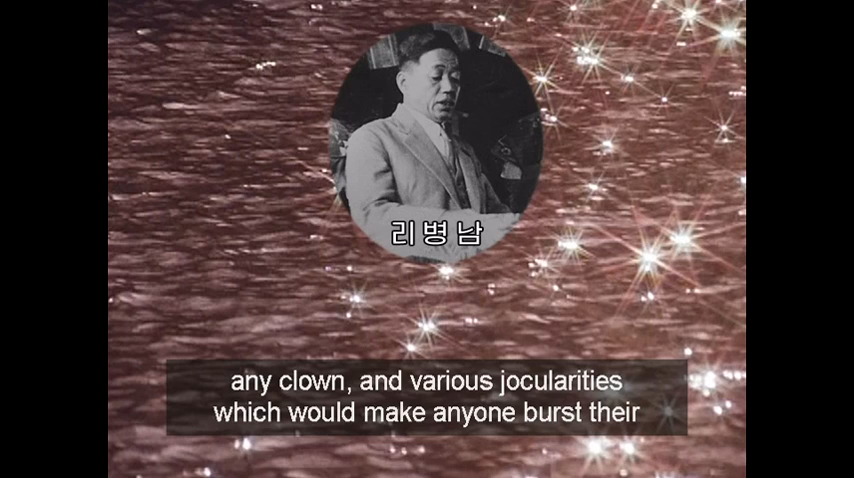 리병남
any clown, and various jocularities
which would make anyone burst their